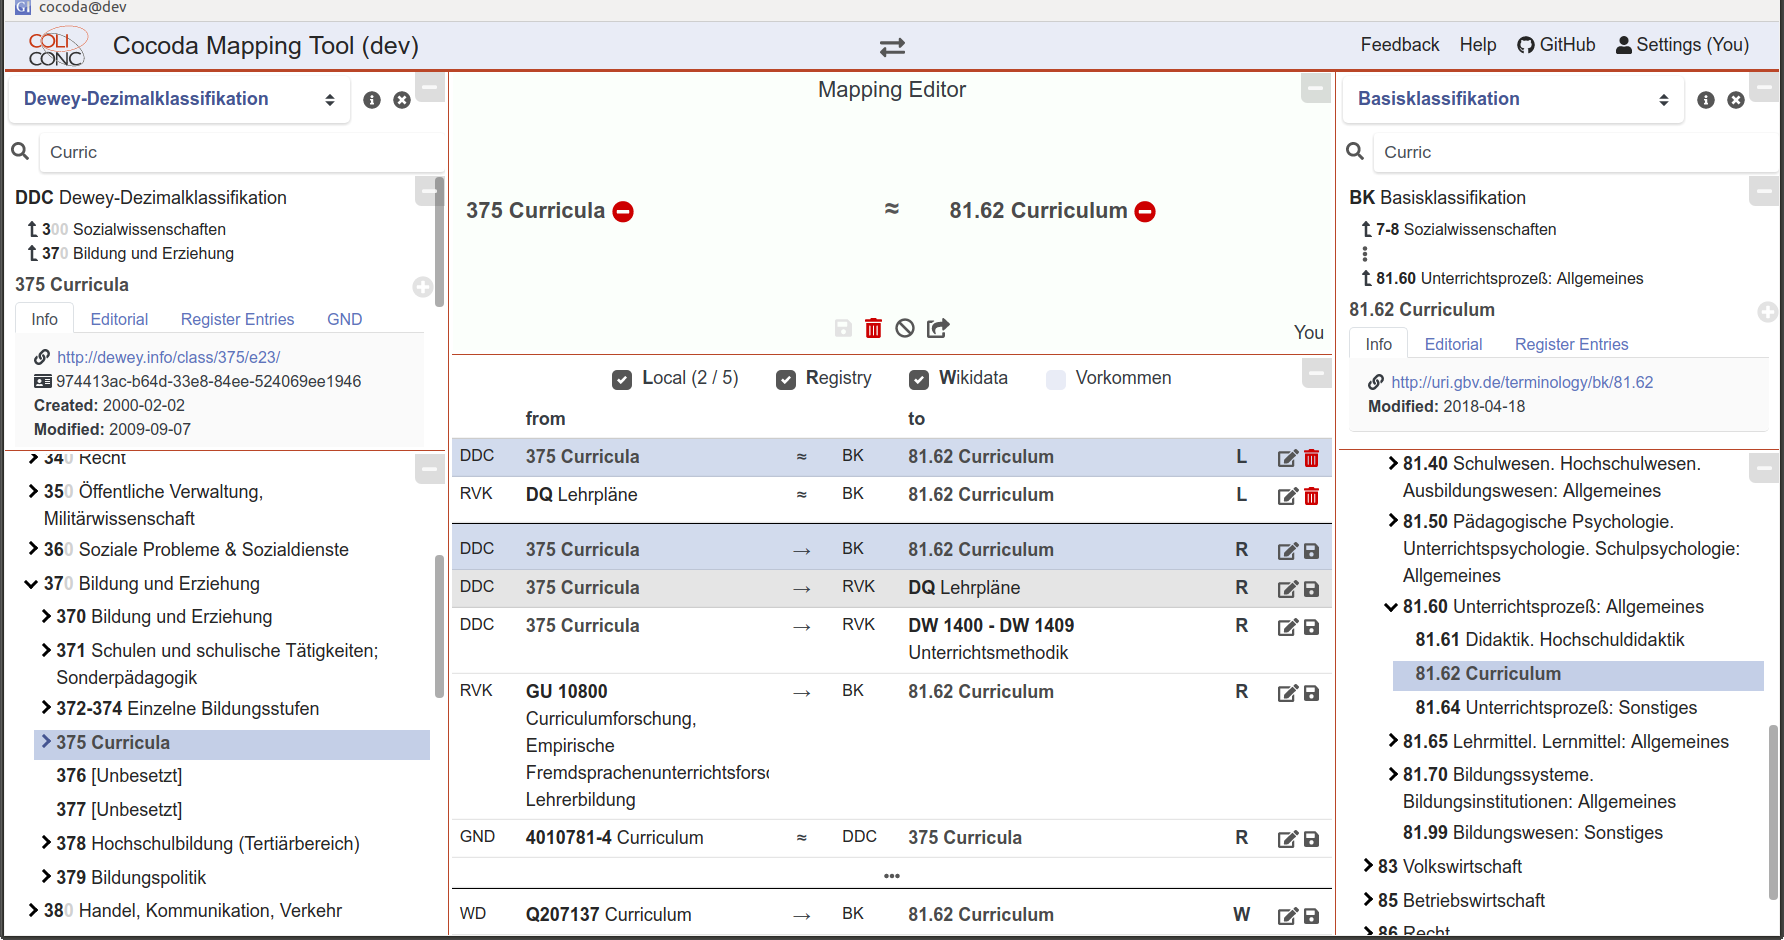 cocoda@dev
COLI CONC
Cocoda Mapping Tool (dev)
Feedback Help GitHub Settings (You)
Dewey-Dezimalklassifikation
Curric
DDC Dewey-Dezimalklassifikation
300 Sozialwissenschaften
370 Bildung und Erziehung
375 Curricula
Info Editorial Register Entries GND
http://dewey.info/class/375/e23/
974413ac-b64d-33e8-84ee-524069ee1946
Created: 2000-02-02
Modified: 2009-09-07
340 Recht
350 Öffentliche Verwaltung,
Militärwissenschaft
360 Soziale Probleme & Sozialdienste
370 Bildung und Erziehung
370 Bildung und Erziehung
371 Schulen und schulische Tätigkeiten;
Sonderpädagogik
372-374 Einzelne Bildungsstufen
375 Curricula
376 [Unbesetzt]
377 [Unbesetzt]
378 Hochschulbildung (Tertiärbereich)
379 Bildungspolitik
380 Handel, Kommunikation, Verkehr
Mapping Editor
375 Curricula ≈ 81.62 Curriculum
You
Local (2 / 5) Registry Wikidata Vorkommen
from to
DDC 375 Curricula ≈ BK 81.62 Curriculum L
RVK DQ Lehrpläne ≈ BK 81.62 Curriculum L
DDC 375 Curricula → BK 81.62 Curriculum R
DDC 375 Curricula → RVK DQ Lehrpläne R
DDC 375 Curricula → RVK DW 1400 - DW 1409 R
Unterrichtsmethodik
RVK GU 10800 → BK 81.62 Curriculum R
Curriculumforschung,
Empirische
Fremdsprachenunterrichtsforsc
Lehrerbildung
GND 4010781-4 Curriculum ≈ DDC 375 Curricula R
•••
WD Q207137 Curriculum → BK 81.62 Curriculum W
Basisklassifikation
Curric
BK Basisklassifikation
7-8 Sozialwissenschaften
81.60 Unterrichtsprozeß: Allgemeines
81.62 Curriculum
Info Editorial Register Entries
http://uri.gbv.de/terminology/bk/81.62
Modified: 2018-04-18
81.40 Schulwesen. Hochschulwesen.
Ausbildungswesen: Allgemeines
81.50 Pädagogische Psychologie.
Unterrichtspsychologie. Schulpsychologie:
Allgemeines
81.60 Unterrichtsprozeß: Allgemeines
81.61 Didaktik. Hochschuldidaktik
81.62 Curriculum
81.64 Unterrichtsprozeß: Sonstiges
81.65 Lehrmittel. Lernmittel: Allgemeines
81.70 Bildungssysteme.
Bildungsinstitutionen: Allgemeines
81.99 Bildungswesen: Sonstiges
83 Volkswirtschaft
85 Betriebswirtschaft
86 Recht